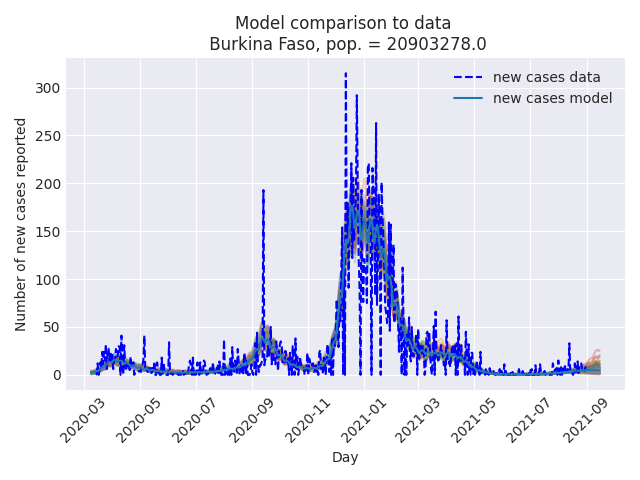 Model comparison to data
Burkina Faso, pop. = 20903278.0
new cases data
new cases model
Number of new cases reported
300
250
200
150
100
50
0
2020-03
2020-05
2020-07
2020-09
2020-11
2021-01
2021-03
2021-05
2021-07
2021-09
Day